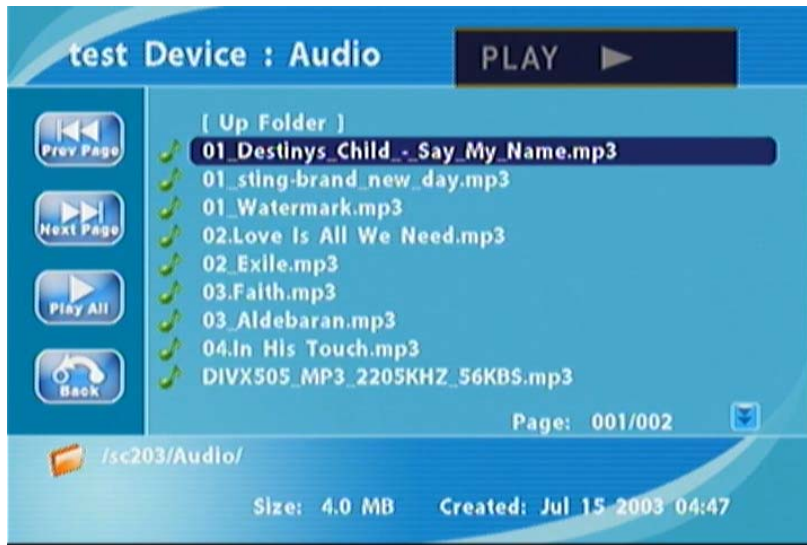 test Device : Audio
PLAY
Prev Page
Next Page
Play All
Back
[ Up Folder ]
01_Destinys_Child_-_Say_My_Name.mp3
01_sting-brand_new_day.mp3
01_Watermark.mp3
02.Love Is All We Need.mp3
02_Exile.mp3
03.Faith.mp3
03_Aldebaran.mp3
04.In His Touch.mp3
DIVX505_MP3_2205KHZ_56KBS.mp3
Page: 001/002
/sc203/Audio/
Size: 4.0 MB Created: Jul 15 2003 04:47